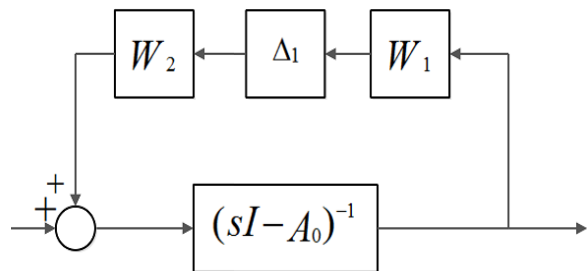 W₂
Δ₁
W₁
+
+
(sI − A₀)⁻¹